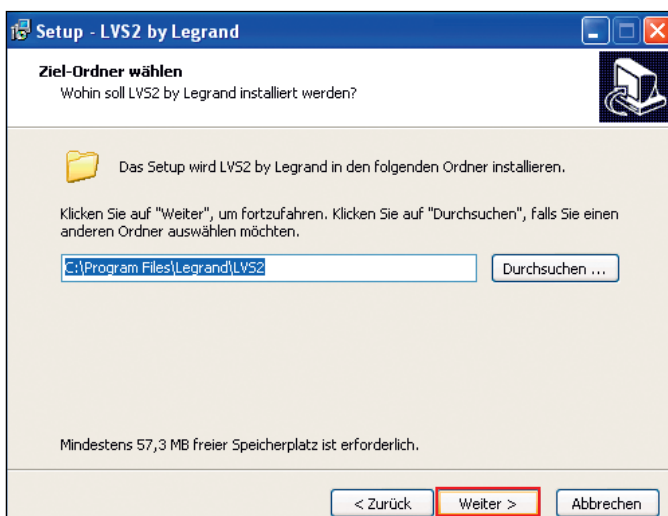 Setup - LVS2 by Legrand
Ziel-Ordner wählen
Wohin soll LVS2 by Legrand installiert werden?
Das Setup wird LVS2 by Legrand in den folgenden Ordner installieren.
Klicken Sie auf "Weiter", um fortzufahren. Klicken Sie auf "Durchsuchen", falls Sie einen
anderen Ordner auswählen möchten.
C:\Program Files\Legrand\LVS2
Durchsuchen ...
Mindestens 57,3 MB freier Speicherplatz ist erforderlich.
< Zurück
Weiter >
Abbrechen